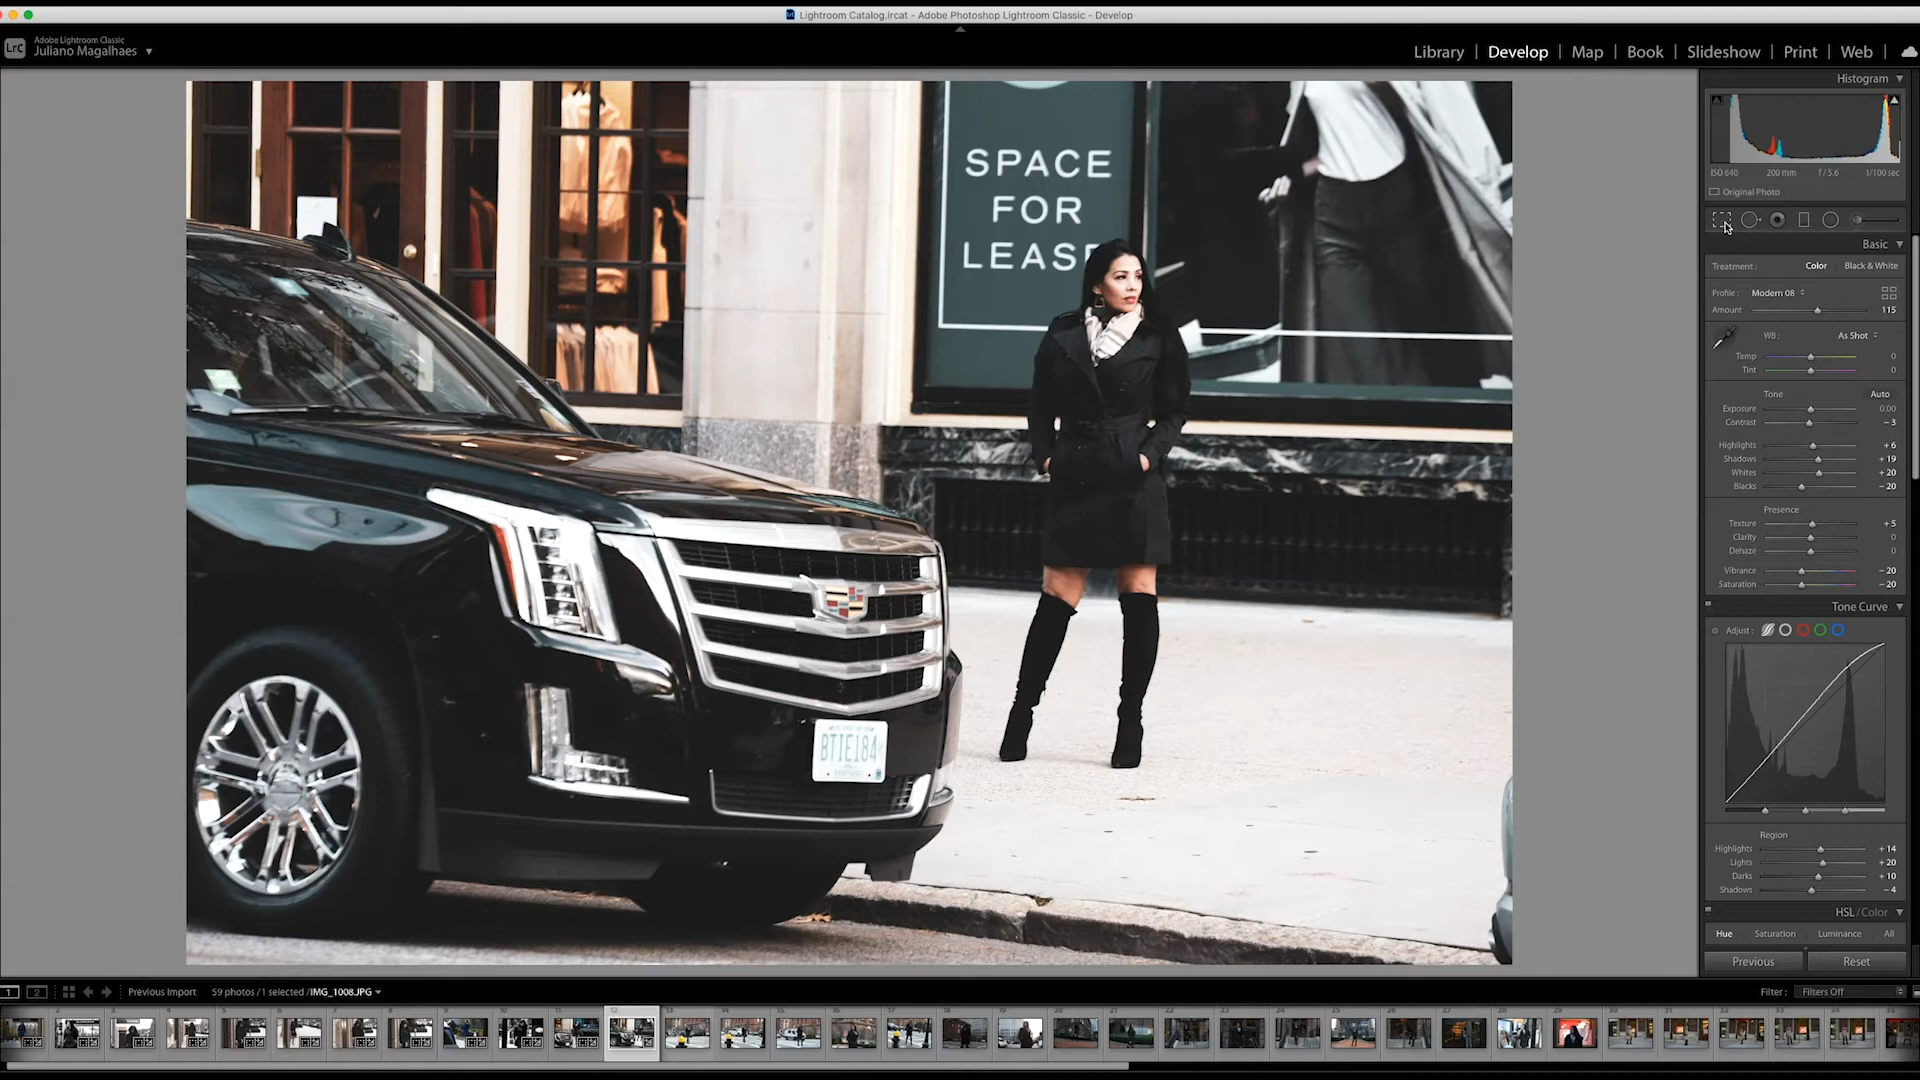 Lightroom Catalog.lrcat - Adobe Photoshop Lightroom Classic - Develop
LrC
Adobe Lightroom Classic
Juliano Magalhaes
Library | Develop | Map | Book | Slideshow | Print | Web
Histogram
ISO 640 200 mm f / 5.6 1/100 sec
Original Photo
Basic
Treatment : Color Black & White
Profile : Modern 08
Amount 115
WB : As Shot
Temp 0
Tint 0
Tone Auto
Exposure 0.00
Contrast - 3
Highlights + 6
Shadows + 19
Whites + 20
Blacks - 20
Presence
Texture + 5
Clarity 0
Dehaze 0
Vibrance - 20
Saturation - 20
Tone Curve
Adjust :
Region
Highlights + 14
Lights + 20
Darks + 10
Shadows - 4
HSL / Color
Hue Saturation Luminance All
Previous Reset
SPACE
FOR
LEASE
BTIE184
1 2 Previous Import 59 photos / 1 selected / IMG_1008.JPG
Filter : Filters Off